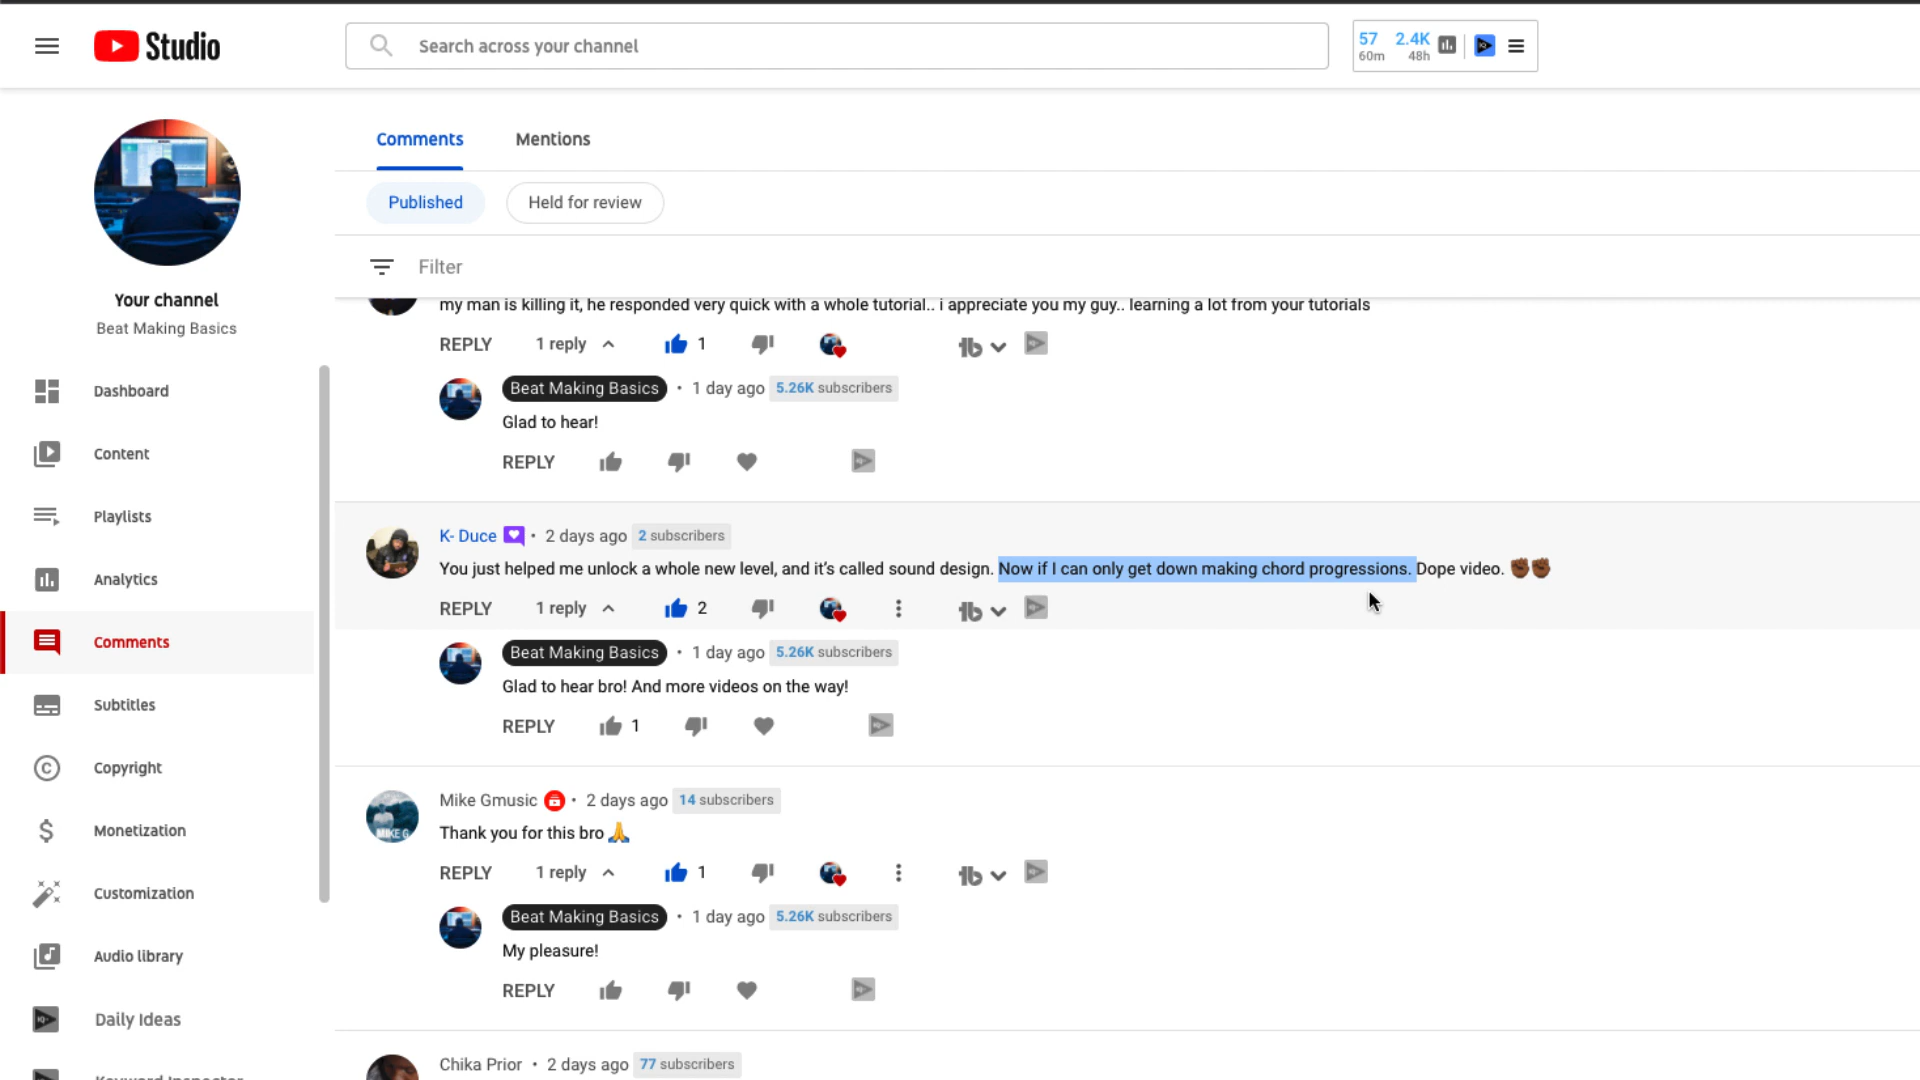 Studio
Search across your channel
57 2.4K
60m 48h
Your channel
Beat Making Basics
Dashboard
Content
Playlists
Analytics
Comments
Subtitles
Copyright
Monetization
Customization
Audio library
Daily Ideas
Keyword Inspector
Comments Mentions
Published Held for review
Filter
my man is killing it, he responded very quick with a whole tutorial.. i appreciate you my guy.. learning a lot from your tutorials
REPLY 1 reply 1
Beat Making Basics • 1 day ago 5.26K subscribers
Glad to hear!
REPLY
K- Duce • 2 days ago 2 subscribers
You just helped me unlock a whole new level, and it's called sound design. Now if I can only get down making chord progressions. Dope video. ✊🏿✊🏿
REPLY 1 reply 2
Beat Making Basics • 1 day ago 5.26K subscribers
Glad to hear bro! And more videos on the way!
REPLY 1
MIKE G
Mike Gmusic • 2 days ago 14 subscribers
Thank you for this bro 🙏
REPLY 1 reply 1
Beat Making Basics • 1 day ago 5.26K subscribers
My pleasure!
REPLY
Chika Prior • 2 days ago 77 subscribers